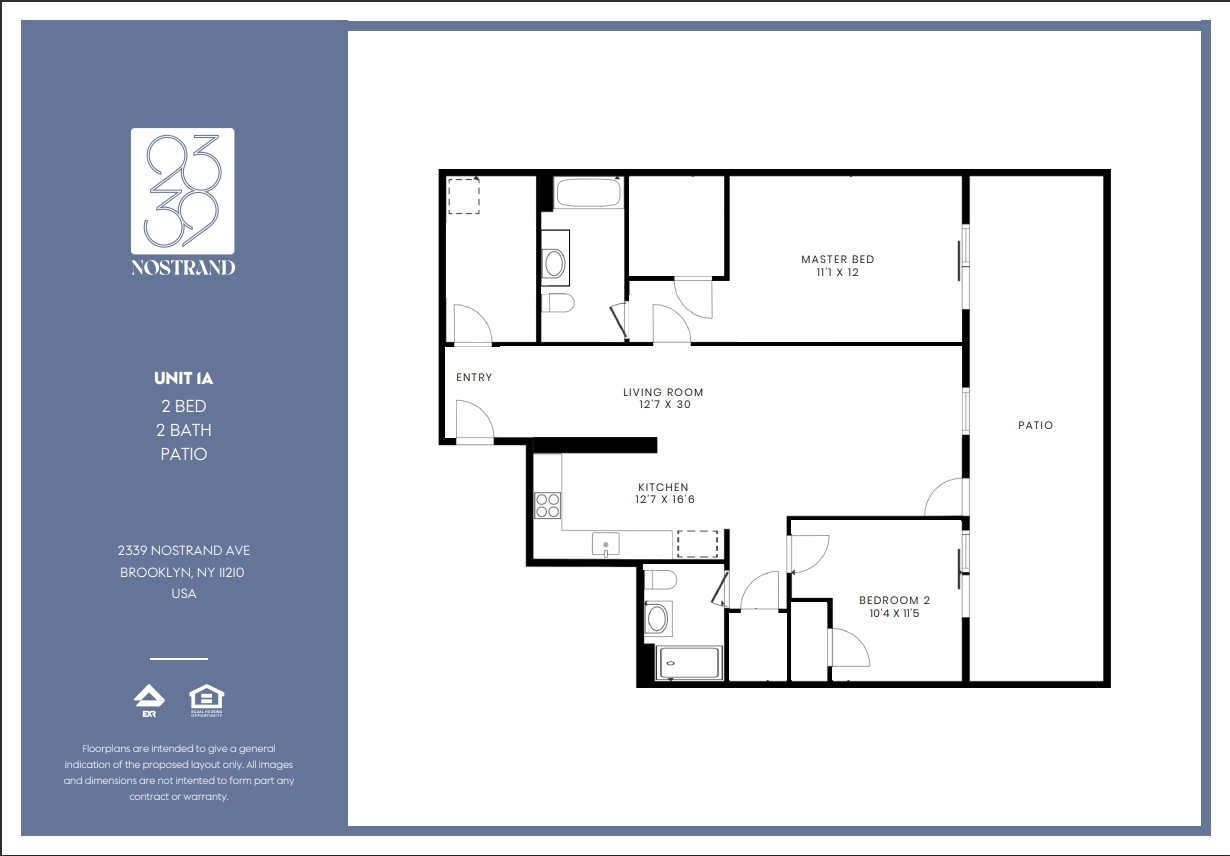 2339
NOSTRAND
UNIT 1A
2 BED
2 BATH
PATIO
2339 NOSTRAND AVE
BROOKLYN, NY 11210
USA
EXR
EQUAL HOUSING
OPPORTUNITY
Floorplans are intended to give a general
indication of the proposed layout only. All images
and dimensions are not intented to form part any
contract or warranty.
MASTER BED
11'1 X 12
ENTRY
LIVING ROOM
12'7 X 30
PATIO
KITCHEN
12'7 X 16'6
BEDROOM 2
10'4 X 11'5